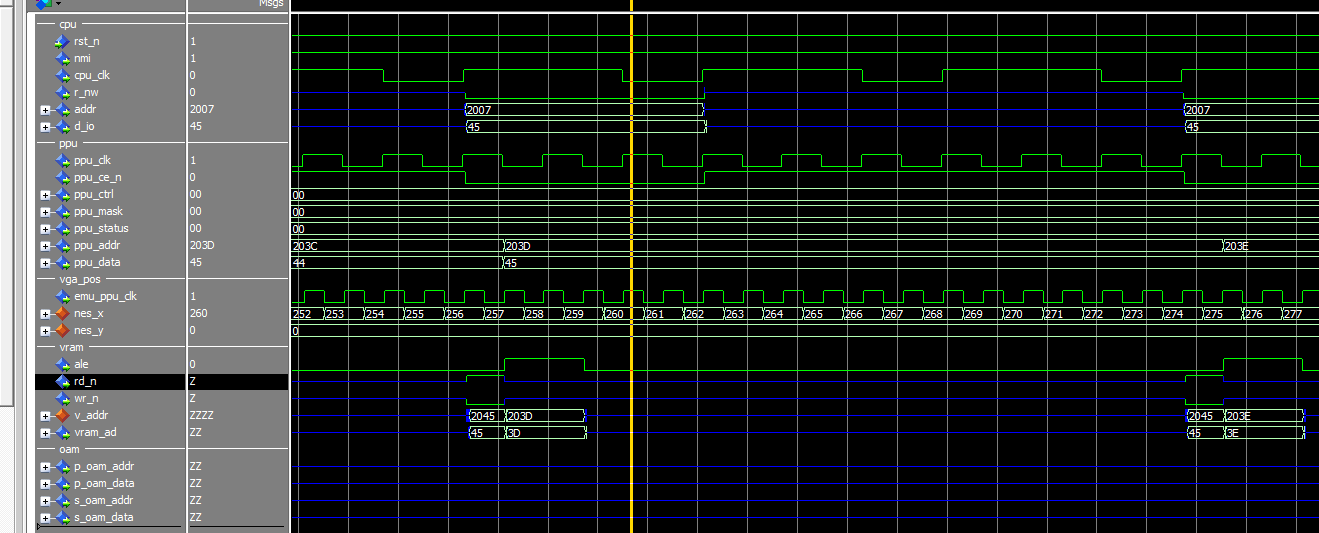 Msgs
cpu
rst_n 1
nmi 1
cpu_clk 0
r_nw 0
addr 2007 2007 2007
d_io 45 45 45
ppu
ppu_clk 1
ppu_ce_n 0
ppu_ctrl 00 00
ppu_mask 00 00
ppu_status 00 00
ppu_addr 203D 203C 203D 203E
ppu_data 45 44 45
vga_pos
emu_ppu_clk 1
nes_x 260 252 253 254 255 256 257 258 259 260 261 262 263 264 265 266 267 268 269 270 271 272 273 274 275 276 277
nes_y 0 0
vram
ale 0
rd_n Z
wr_n Z
v_addr ZZZZ 2045 203D 2045 203E
vram_ad ZZ 45 3D 45 3E
oam
p_oam_addr ZZ
p_oam_data ZZ
s_oam_addr ZZ
s_oam_data ZZ